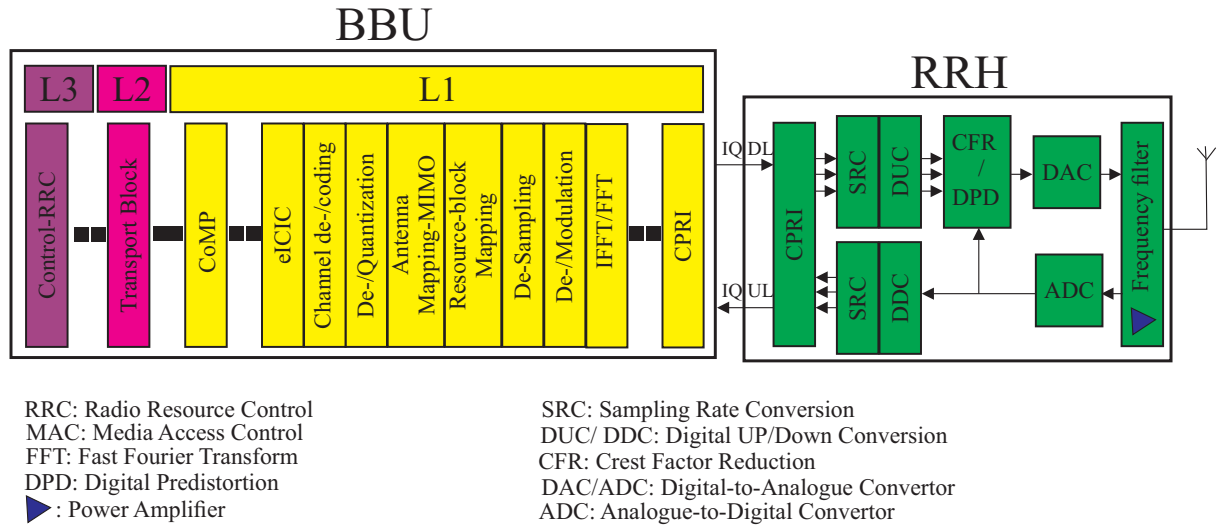 BBU
RRH
L3
L2
L1
Control-RRC
Transport Block
CoMP
eICIC
Channel de-/coding
De-/Quantization
Antenna
Mapping-MIMO
Resource-block
Mapping
De-Sampling
De-/Modulation
IFFT/FFT
CPRI
IQ DL
IQ UL
CPRI
SRC
DUC
CFR
/
DPD
DAC
Frequency filter
SRC
DDC
ADC
RRC: Radio Resource Control
MAC: Media Access Control
FFT: Fast Fourier Transform
DPD: Digital Predistortion
: Power Amplifier
SRC: Sampling Rate Conversion
DUC/ DDC: Digital UP/Down Conversion
CFR: Crest Factor Reduction
DAC/ADC: Digital-to-Analogue Convertor
ADC: Analogue-to-Digital Convertor